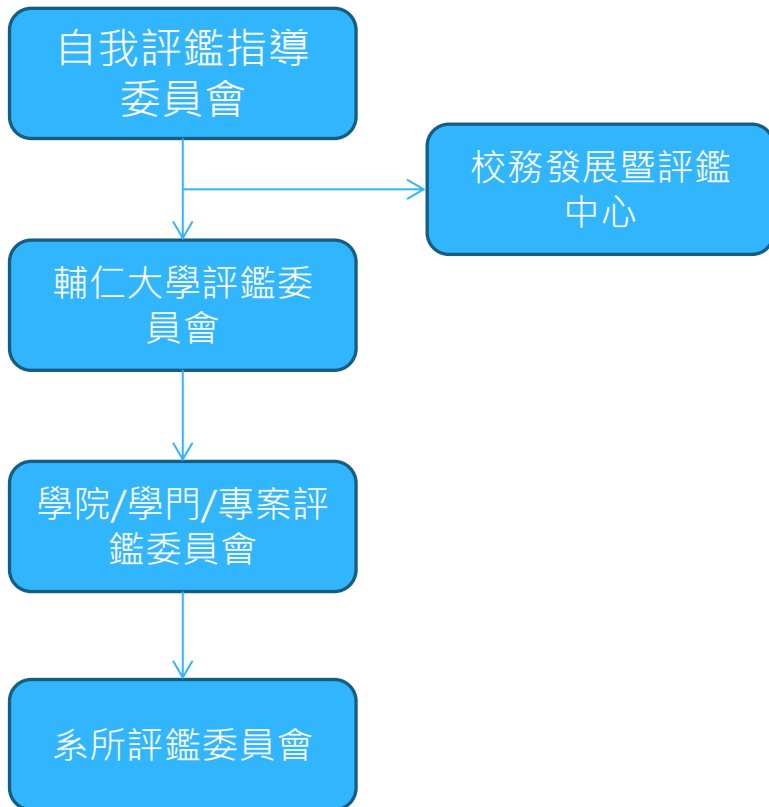 自我評鑑指導
委員會
校務發展暨評鑑
中心
輔仁大學評鑑委
員會
學院/學門/專案評
鑑委員會
系所評鑑委員會